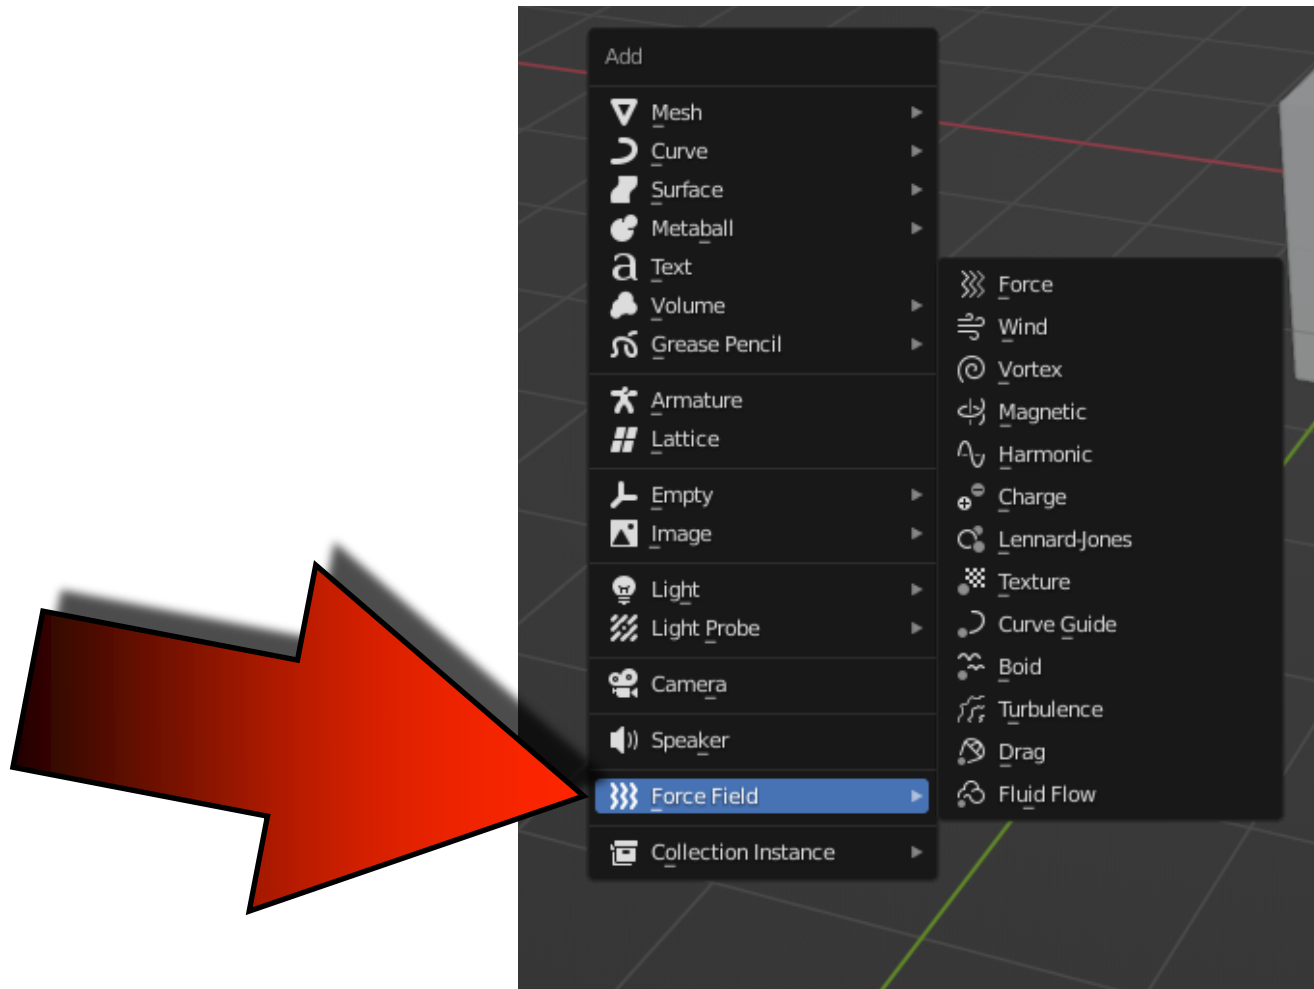 Add
Mesh
Curve
Surface
Metaball
Text
Volume
Grease Pencil
Armature
Lattice
Empty
Image
Light
Light Probe
Camera
Speaker
Force Field
Collection Instance
Force
Wind
Vortex
Magnetic
Harmonic
Charge
Lennard-Jones
Texture
Curve Guide
Boid
Turbulence
Drag
Fluid Flow